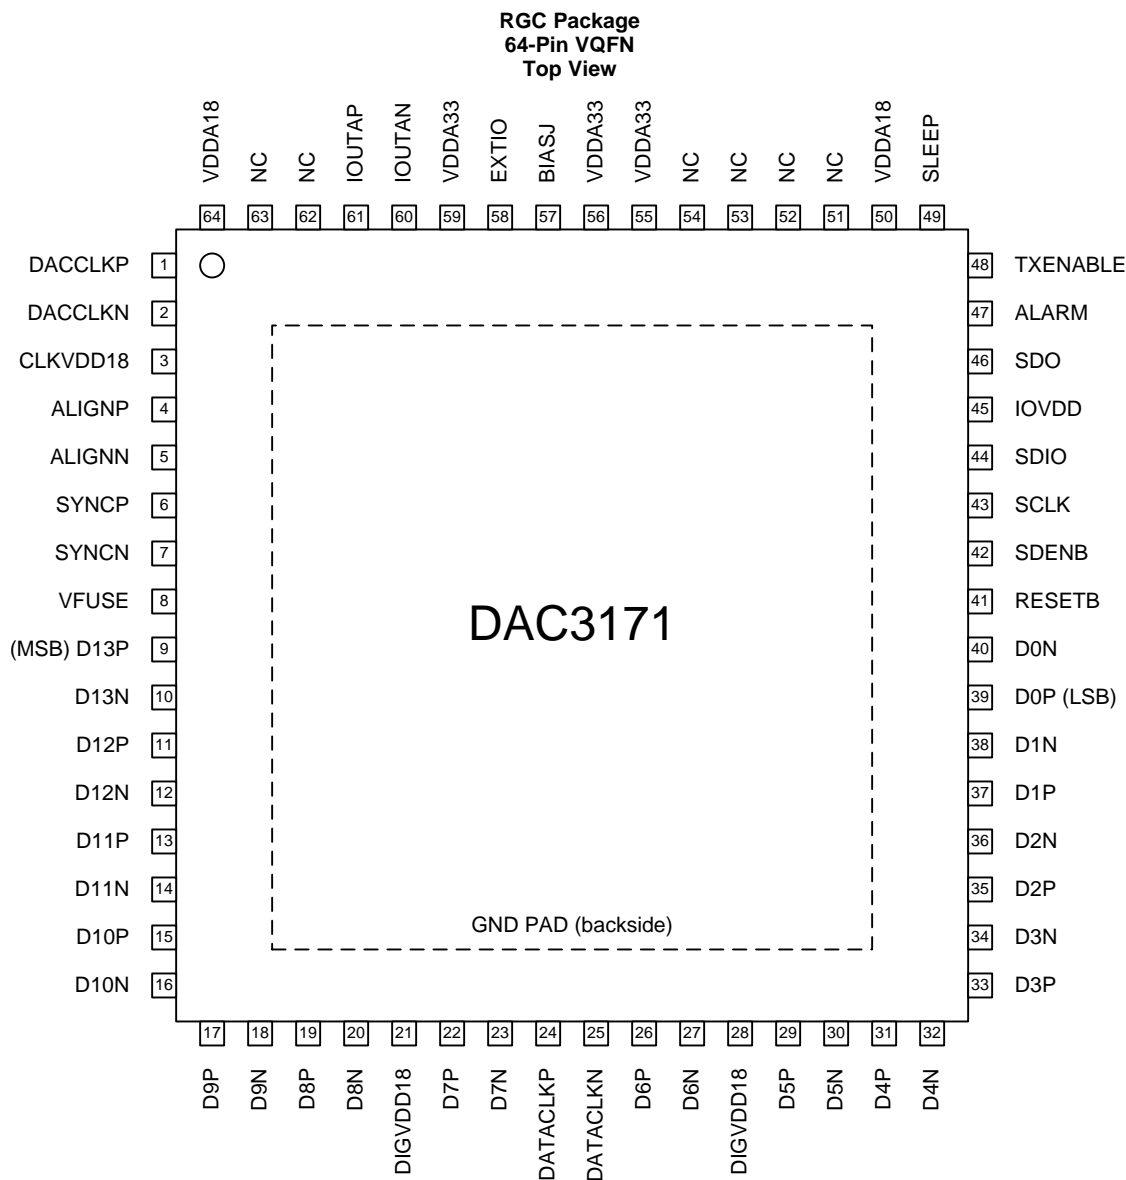 RGC Package
64-Pin VQFN
Top View
VDDA18
NC
NC
IOUTAP
IOUTAN
VDDA33
EXTIO
BIASJ
VDDA33
VDDA33
NC
NC
NC
NC
VDDA18
SLEEP
64 63 62 61 60 59 58 57 56 55 54 53 52 51 50 49
DACCLKP 1 48 TXENABLE
DACCLKN 2 47 ALARM
CLKVDD18 3 46 SDO
ALIGNP 4 45 IOVDD
ALIGNN 5 44 SDIO
SYNCP 6 43 SCLK
SYNCN 7 42 SDENB
VFUSE 8 41 RESETB
DAC3171
(MSB) D13P 9 40 D0N
D13N 10 39 D0P (LSB)
D12P 11 38 D1N
D12N 12 37 D1P
D11P 13 36 D2N
D11N 14 35 D2P
GND PAD (backside)
D10P 15 34 D3N
D10N 16 33 D3P
17 18 19 20 21 22 23 24 25 26 27 28 29 30 31 32
D9P
D9N
D8P
D8N
DIGVDD18
D7P
D7N
DATACLKP
DATACLKN
D6P
D6N
DIGVDD18
D5P
D5N
D4P
D4N